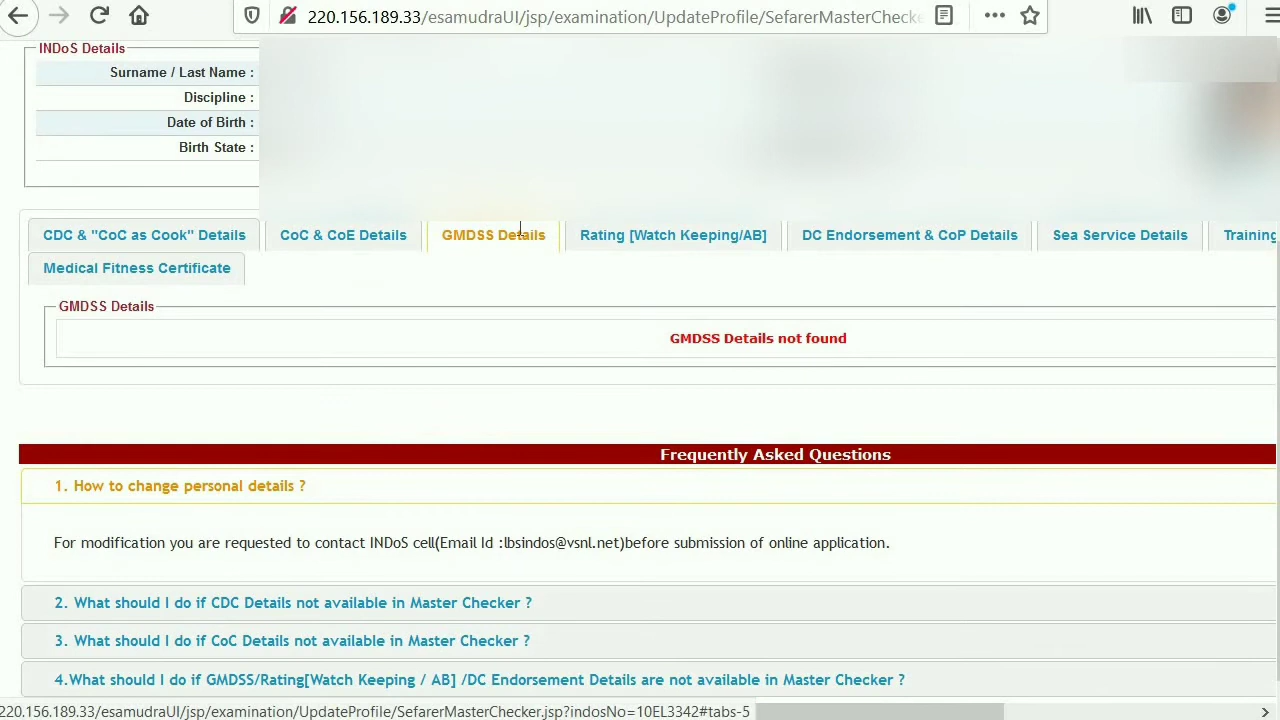 220.156.189.33/esamudraUI/jsp/examination/UpdateProfile/SefarerMasterChecke
INDoS Details
Surname / Last Name :
Discipline :
Date of Birth :
Birth State :
CDC & "CoC as Cook" Details CoC & CoE Details GMDSS Details Rating [Watch Keeping/AB] DC Endorsement & CoP Details Sea Service Details Training
Medical Fitness Certificate
GMDSS Details
GMDSS Details not found
Frequently Asked Questions
1. How to change personal details ?
For modification you are requested to contact INDoS cell(Email Id :lbsindos@vsnl.net)before submission of online application.
2. What should I do if CDC Details not available in Master Checker ?
3. What should I do if CoC Details not available in Master Checker ?
4.What should I do if GMDSS/Rating[Watch Keeping / AB] /DC Endorsement Details are not available in Master Checker ?
220.156.189.33/esamudraUI/jsp/examination/UpdateProfile/SefarerMasterChecker.jsp?indosNo=10EL3342#tabs-5